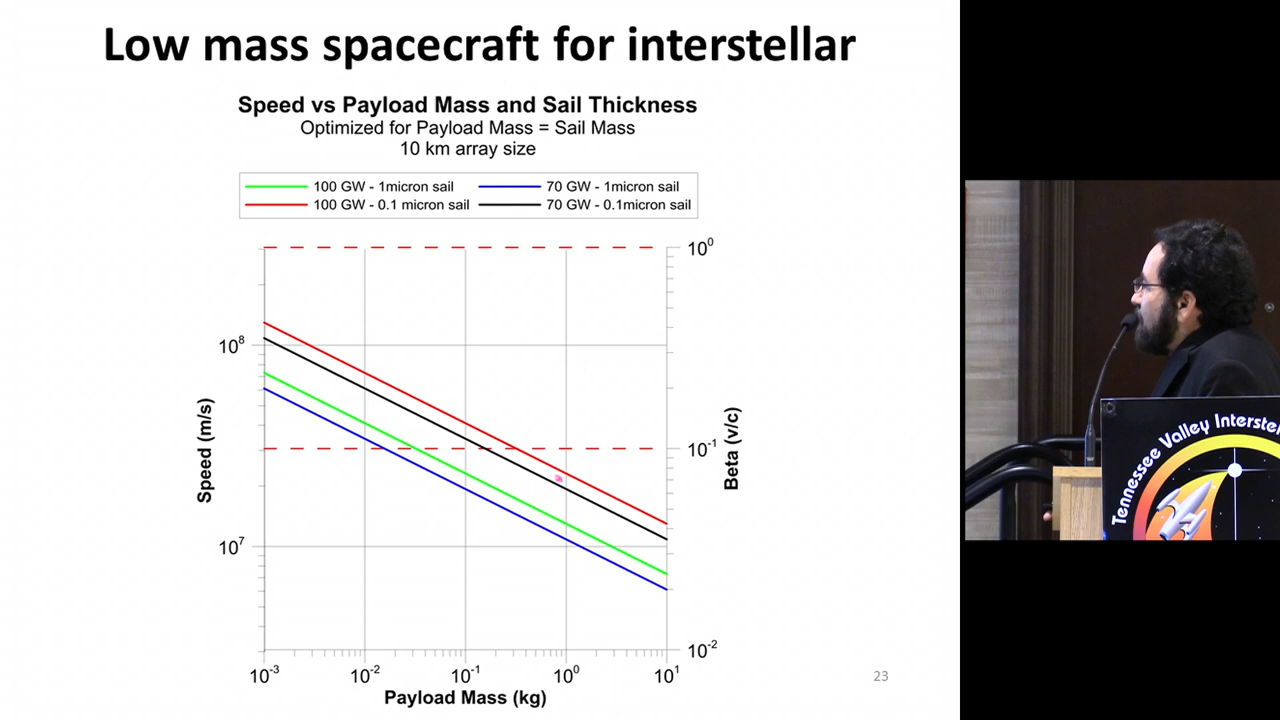 Low mass spacecraft for interstellar
Speed vs Payload Mass and Sail Thickness
Optimized for Payload Mass = Sail Mass
10 km array size
100 GW - 1micron sail
70 GW - 1micron sail
100 GW - 0.1 micron sail
70 GW - 0.1micron sail
10⁰
10⁸
10⁻¹
10⁷
10⁻²
Speed (m/s)
Beta (v/c)
10⁻³ 10⁻² 10⁻¹ 10⁰ 10¹
Payload Mass (kg)
23
Tennessee Valley